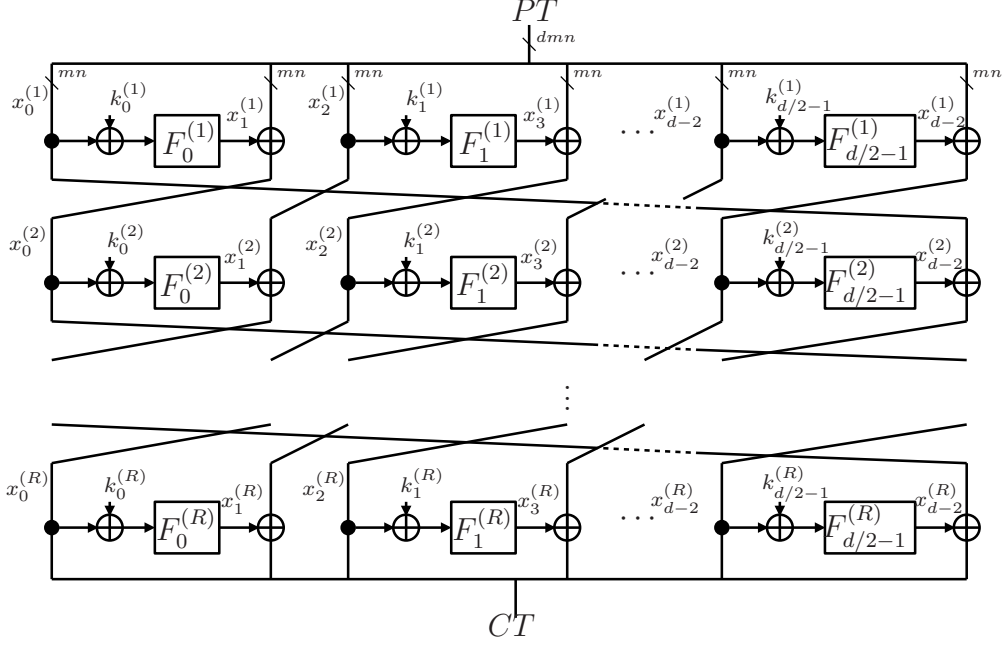 PT
dmn
mn mn mn mn mn mn
x_0^{(1)} k_0^{(1)} F_0^{(1)} x_1^{(1)} x_2^{(1)} k_1^{(1)} F_1^{(1)} x_3^{(1)} ··· x_{d-2}^{(1)} k_{d/2-1}^{(1)} F_{d/2-1}^{(1)} x_{d-2}^{(1)}
x_0^{(2)} k_0^{(2)} F_0^{(2)} x_1^{(2)} x_2^{(2)} k_1^{(2)} F_1^{(2)} x_3^{(2)} ··· x_{d-2}^{(2)} k_{d/2-1}^{(2)} F_{d/2-1}^{(2)} x_{d-2}^{(2)}
⋮
x_0^{(R)} k_0^{(R)} F_0^{(R)} x_1^{(R)} x_2^{(R)} k_1^{(R)} F_1^{(R)} x_3^{(R)} ··· x_{d-2}^{(R)} k_{d/2-1}^{(R)} F_{d/2-1}^{(R)} x_{d-2}^{(R)}
CT